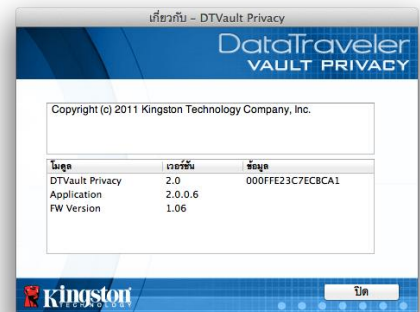 เกี่ยวกับ – DTVault Privacy
DataTraveler
VAULT PRIVACY
Copyright (c) 2011 Kingston Technology Company, Inc.
โมดูล เวอร์ชัน ข้อมูล
DTVault Privacy 2.0 000FFE23C7ECBCA1
Application 2.0.0.6
FW Version 1.06
Kingston
TECHNOLOGY
ปิด